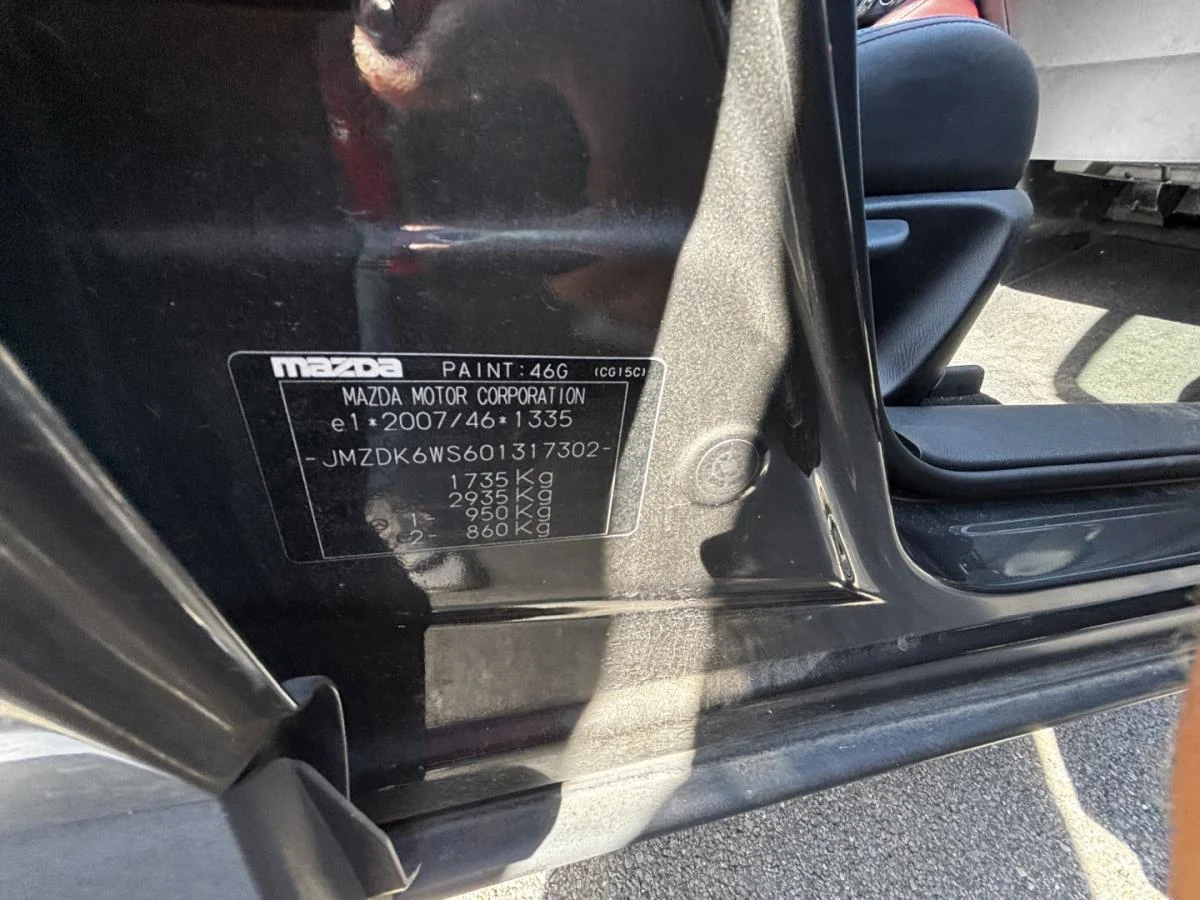 mazda PAINT:46G (CG15C)
MAZDA MOTOR CORPORATION
e1*2007/46*1335
-JMZDK6WS601317302-
1735 Kg
2935 Kg
1- 950 Kg
2- 860 Kg